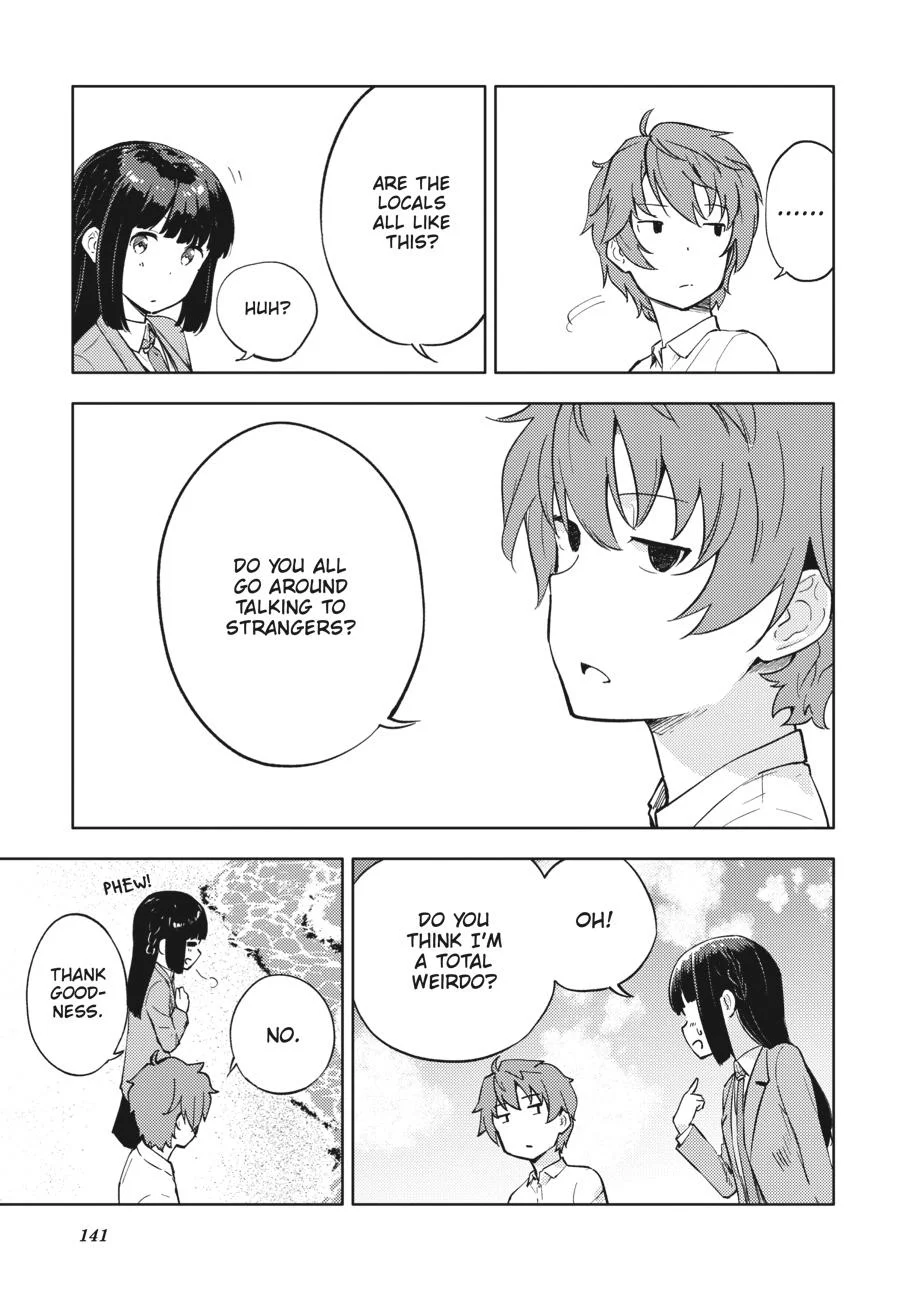 ......
ARE THE
LOCALS
ALL LIKE
THIS?
HUH?
DO YOU ALL
GO AROUND
TALKING TO
STRANGERS?
OH!
DO YOU
THINK I'M
A TOTAL
WEIRDO?
NO.
PHEW!
THANK
GOOD-
NESS.
141